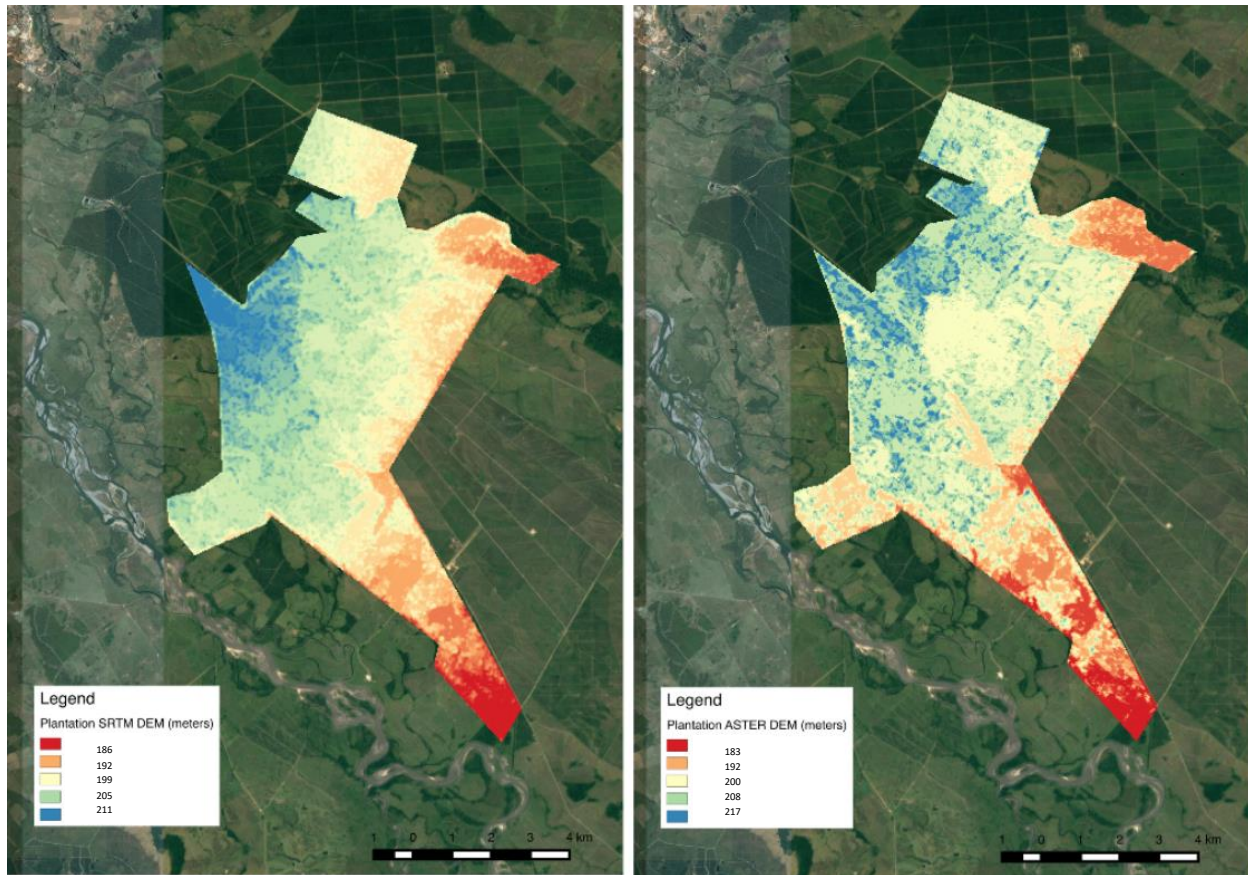 Legend
Plantation SRTM DEM (meters)
186
192
199
205
211
1 0 1 2 3 4 km
Legend
Plantation ASTER DEM (meters)
183
192
200
208
217
1 0 1 2 3 4 km